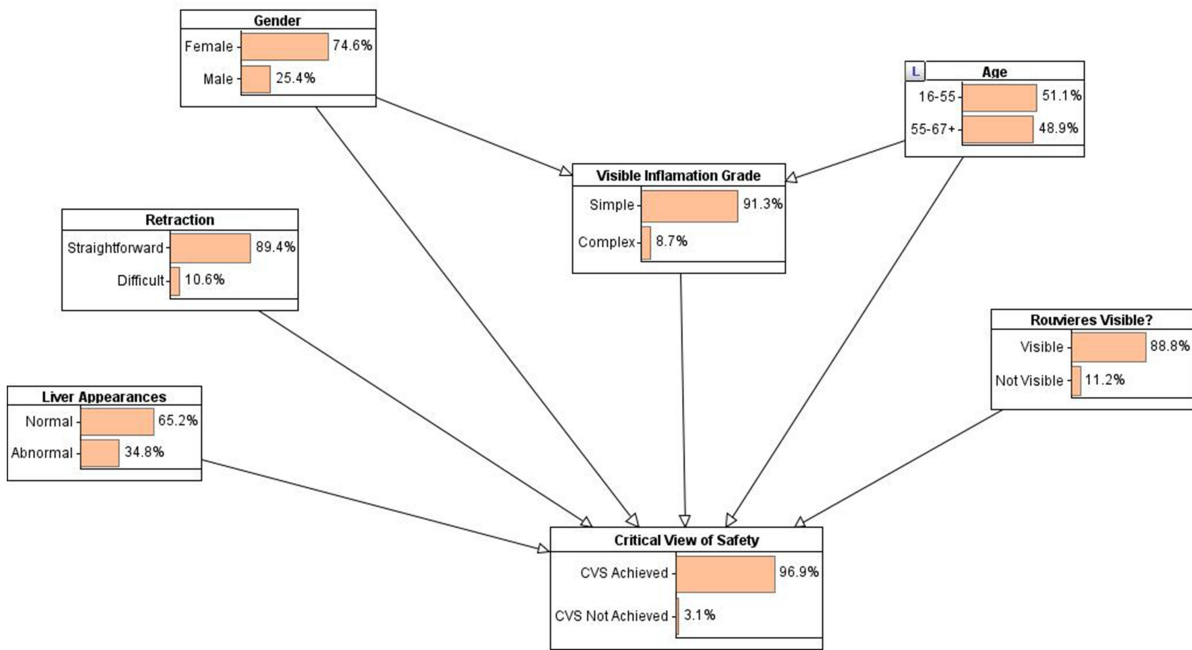 Gender
Female 74.6%
Male 25.4%
L Age
16-55 51.1%
55-67+ 48.9%
Visible Inflamation Grade
Simple 91.3%
Complex 8.7%
Retraction
Straightforward 89.4%
Difficult 10.6%
Rouvieres Visible?
Visible 88.8%
Not Visible 11.2%
Liver Appearances
Normal 65.2%
Abnormal 34.8%
Critical View of Safety
CVS Achieved 96.9%
CVS Not Achieved 3.1%